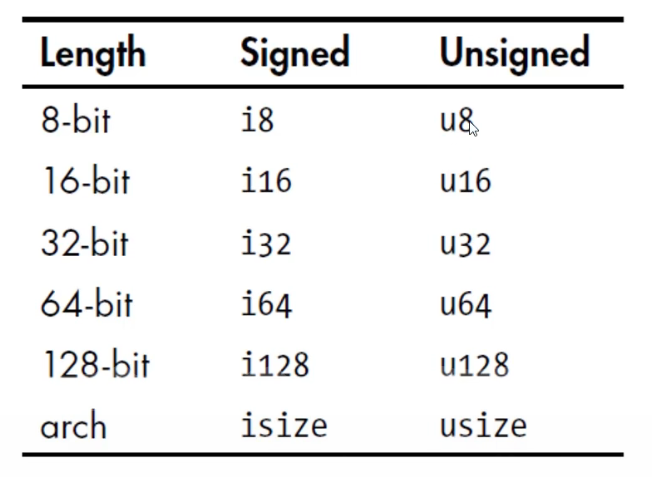 Length Signed Unsigned
8-bit i8 u8
16-bit i16 u16
32-bit i32 u32
64-bit i64 u64
128-bit i128 u128
arch isize usize